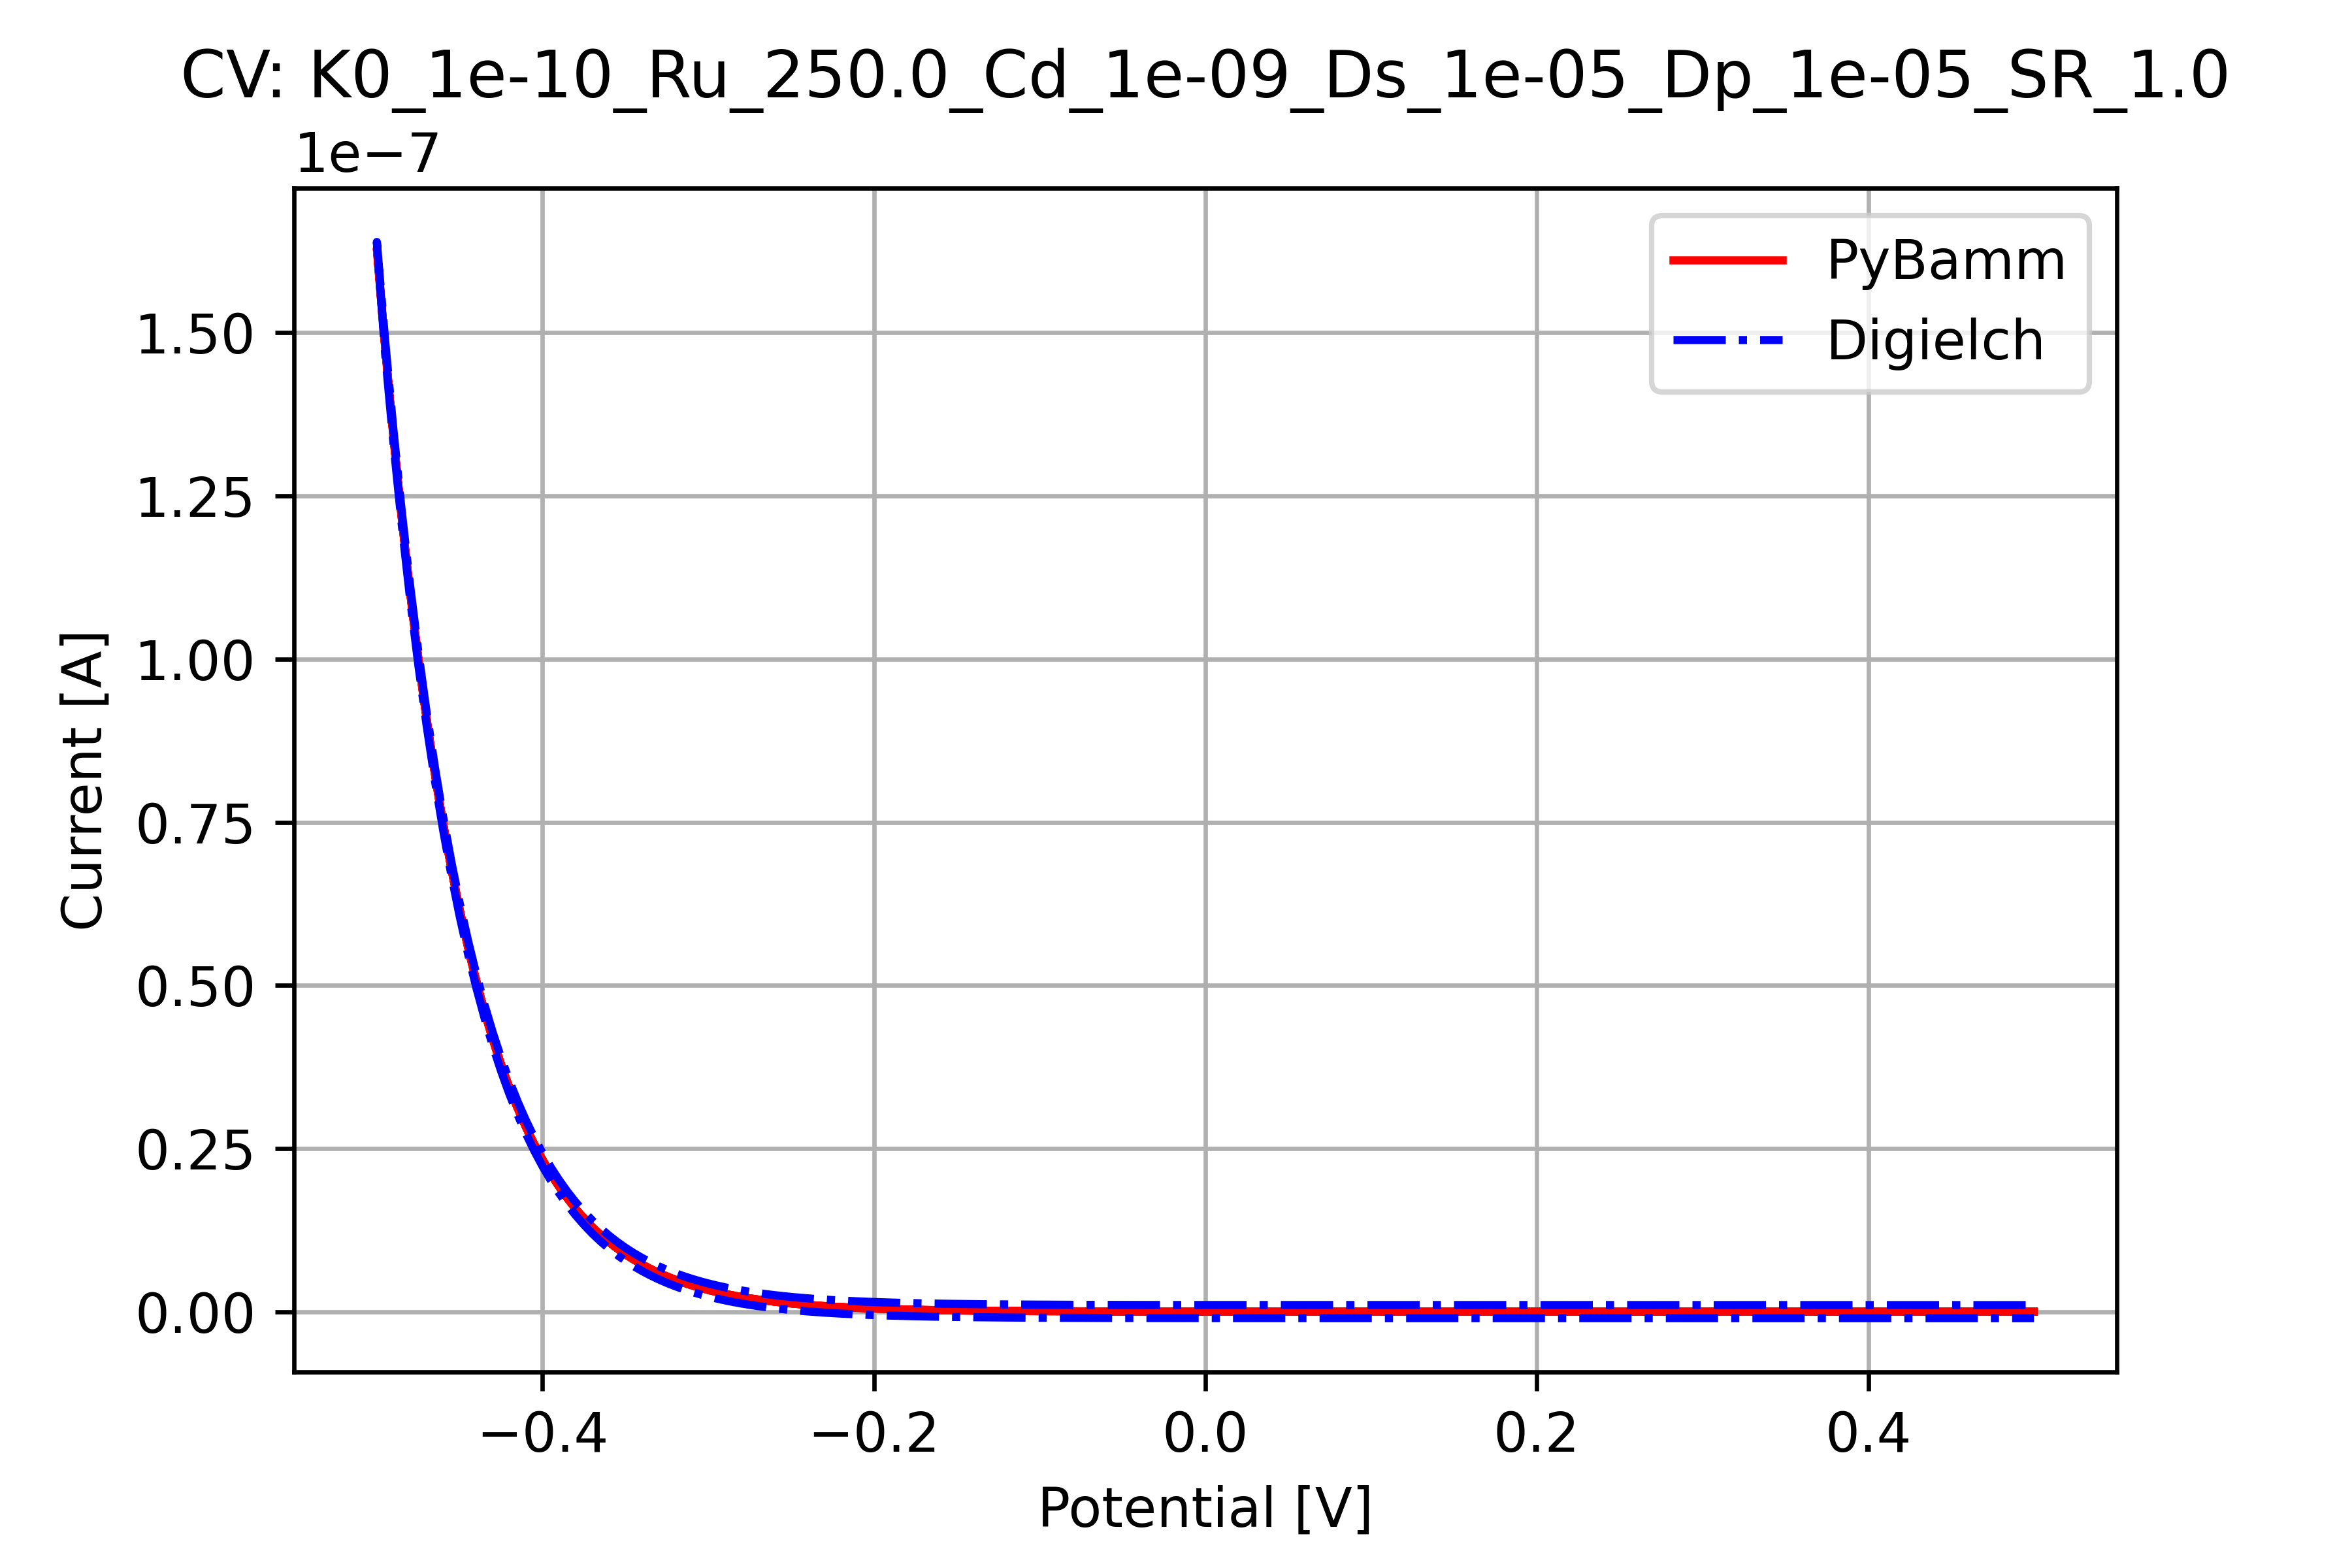 CV: K0_1e-10_Ru_250.0_Cd_1e-09_Ds_1e-05_Dp_1e-05_SR_1.0
1e−7
PyBamm
Digielch
1.50
1.25
1.00
0.75
0.50
0.25
0.00
Current [A]
−0.4
−0.2
0.0
0.2
0.4
Potential [V]